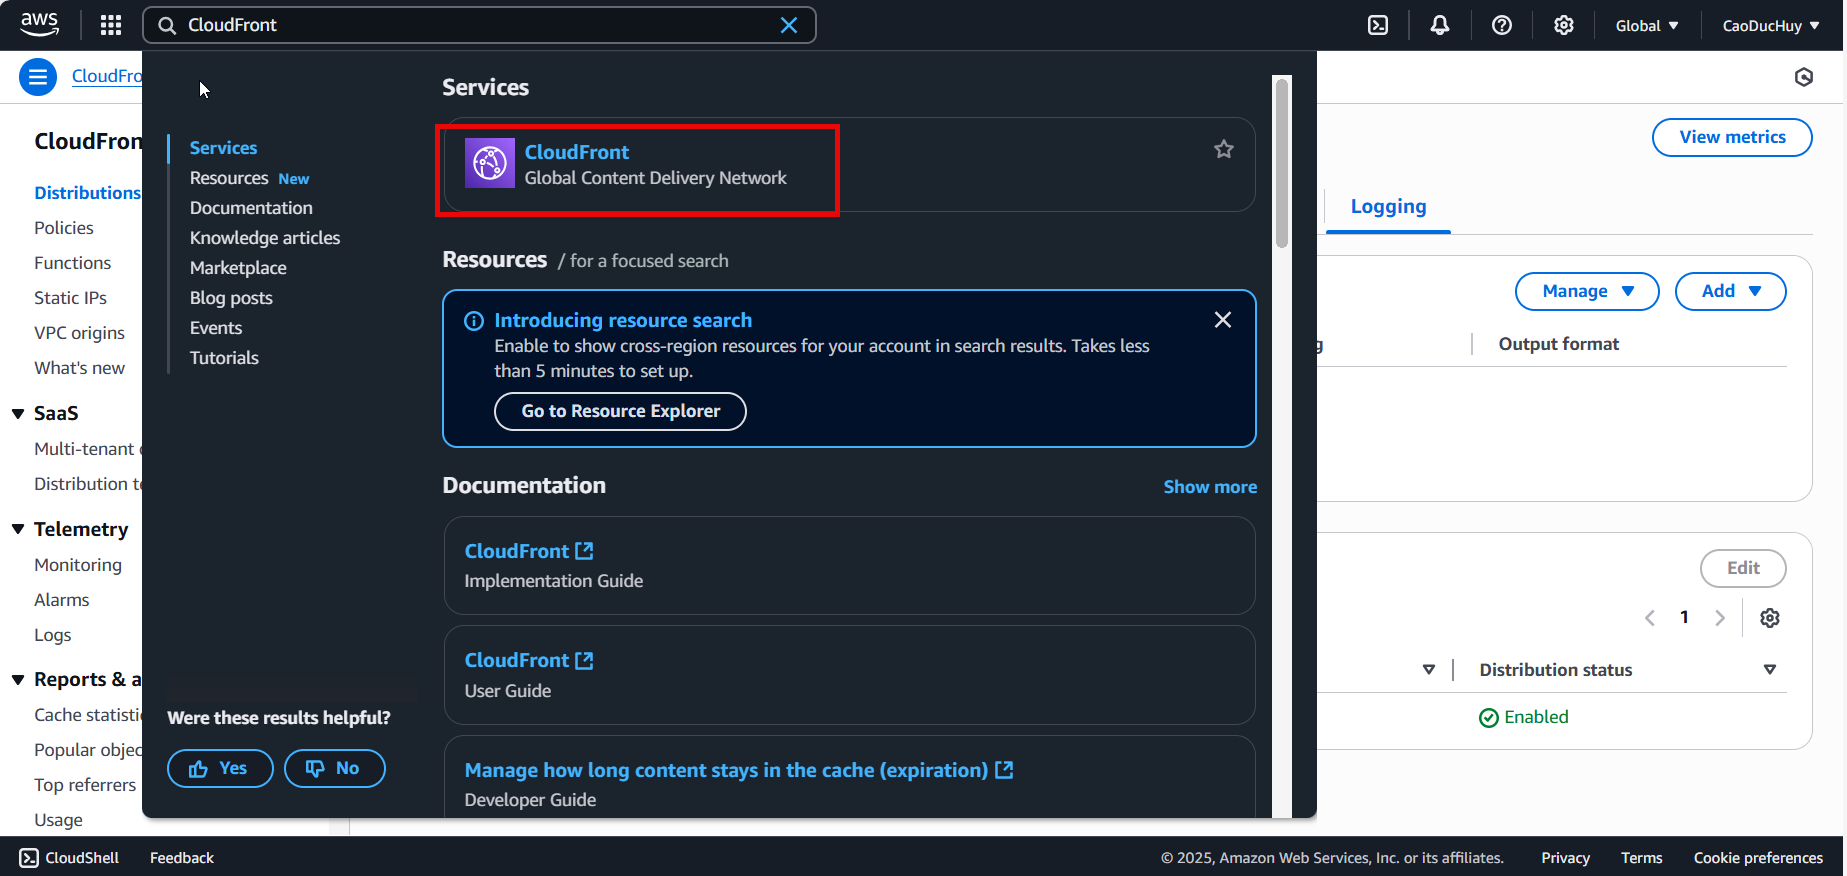 aws
CloudFront
Global
CaoDucHuy
CloudFro
CloudFron
Distributions
Policies
Functions
Static IPs
VPC origins
What's new
SaaS
Multi-tenant
Distribution te
Telemetry
Monitoring
Alarms
Logs
Reports & a
Cache statistic
Popular objec
Top referrers
Usage
Services
Resources New
Documentation
Knowledge articles
Marketplace
Blog posts
Events
Tutorials
Were these results helpful?
Yes
No
Services
CloudFront
Global Content Delivery Network
Resources / for a focused search
Introducing resource search
Enable to show cross-region resources for your account in search results. Takes less
than 5 minutes to set up.
Go to Resource Explorer
Documentation
Show more
CloudFront
Implementation Guide
CloudFront
User Guide
Manage how long content stays in the cache (expiration)
Developer Guide
View metrics
Logging
Manage
Add
g
Output format
Edit
1
Distribution status
Enabled
CloudShell
Feedback
© 2025, Amazon Web Services, Inc. or its affiliates.
Privacy
Terms
Cookie preferences